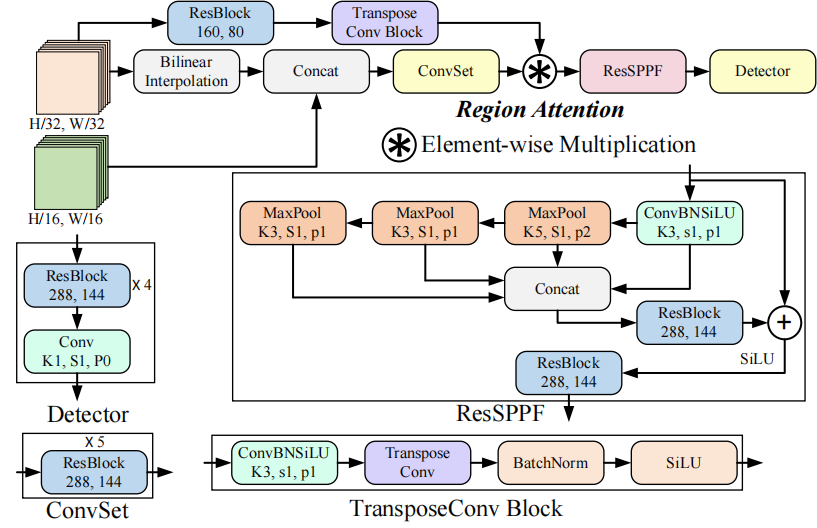 ResBlock
160, 80
Transpose
Conv Block
Bilinear
Interpolation
Concat
ConvSet
ResSPPF
Detector
H/32, W/32
Region Attention
Element-wise Multiplication
H/16, W/16
MaxPool
K3, S1, p1
MaxPool
K3, S1, p1
MaxPool
K5, S1, p2
ConvBNSiLU
K3, s1, p1
Concat
ResBlock
288, 144
+
SiLU
ResBlock
288, 144
ResSPPF
ResBlock
288, 144
X 4
Conv
K1, S1, P0
Detector
X 5
ResBlock
288, 144
ConvSet
ConvBNSiLU
K3, s1, p1
Transpose
Conv
BatchNorm
SiLU
TransposeConv Block